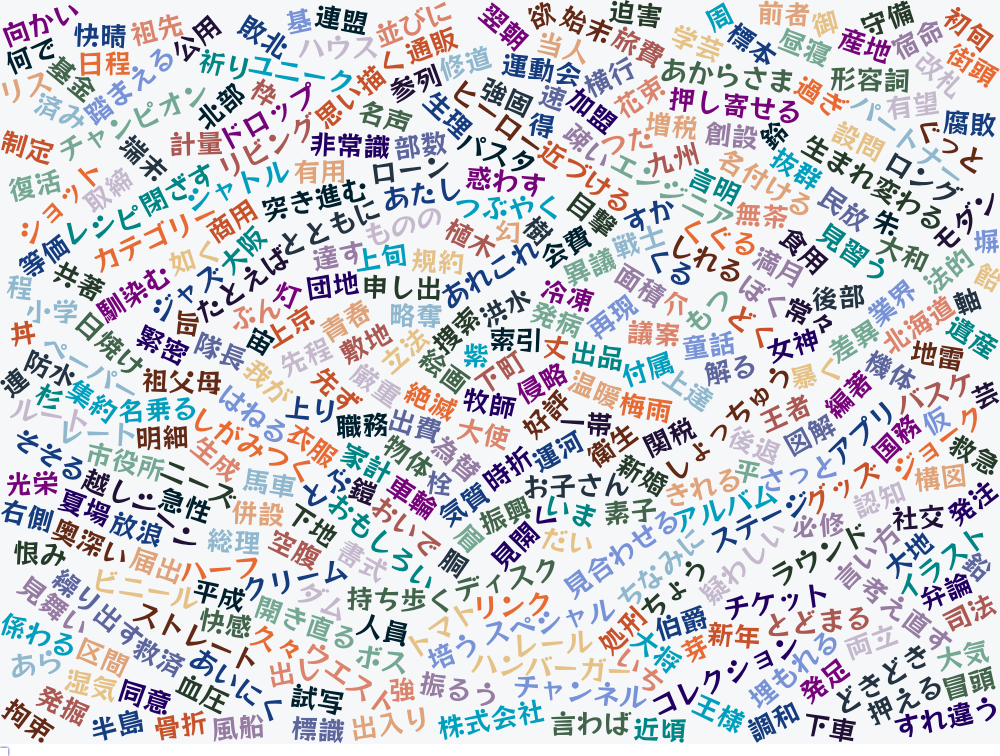 向かい
快晴
祖先
公用
敗北
基
連盟
並びに
翌朝
欲
始末
迫害
周
前者
御
守備
初旬
何で
基金
日程
踏まえる
祈り
ハウス
ユニーク
通販
描く
修道
当人
旅費
学芸
標本
昼寝
産地
宿命
街頭
リス
済み
チャンピオン
北部
枠
ドロップ
思い
参列
運動会
横行
あからさま
過ぎ
形容詞
改札
有望
腐敗
制定
端末
計量
リビング
非常識
名声
部数
生理
ヒーロー
強固
速
得
加盟
花束
押し寄せる
増税
創設
パートナー
設問
ぐっと
復活
ショット
取締
閉ざす
シャトル
有用
ローン
パスタ
近づける
疎い
つた
エンジニア
九州
言明
名付ける
抜群
生まれ変わる
ロング
モダン
レシピ
カテゴリー
商用
突き進む
あたし
惑わす
つぶやく
目撃
すか
無茶
民放
朱
塀
等価
共著
馴染む
如く
大阪
ジャズ
とともに
たとえば
達す
ものの
上旬
規約
植木
幻
樹
会費
異議
戦士
くぐる
しれる
くる
満月
食用
見習う
大和
法的
飴
程
小学
丼
日焼け
旨
ぶん
灯
団地
申し出
あれこれ
冷凍
面積
介
もっ
ぼく
常
後部
業界
軸
防水
ペーパー
緊密
隊長
宙
上京
青春
略奪
敷地
立法
捜索
洪水
発病
再現
議案
どく
女神
々
差異
北海道
遺産
運
杉
集約
祖父母
我が
先程
厳重
絵画
紫
索引
丈
出品
付属
童話
解る
暴く
機体
地雷
ルート
レート
名乗る
明細
はねる
しがみつく
上り
先ず
絶滅
牧師
下町
侵略
温暖
梅雨
上達
ちゅう
しょっ
王者
編著
バスケ
芸
そそる
市役所
生成
衣服
職務
出費
大使
為替
好評
一帯
衛生
関税
後退
図解
アプリ
国務
仮
ジョーク
救急
光栄
越し
ニーズ
急性
馬車
家計
物体
車輪
柱
気質
時折
運河
お子さん
新婚
きれる
平
さっと
グッズ
構図
右側
夏場
放浪
併設
下地
鎧
おもしろい
おいで
盾
振興
いま
素子
アルバム
ステージ
認知
社交
発注
恨み
奥深い
届出
ハーフ
総理
空腹
書式
胴
見開く
だい
見合わせる
ちなみに
疑わしい
必修
ラウンド
言い方
大地
イラスト
見舞い
繰り出す
ビニール
平成
クリーム
ダム
持ち歩く
ディスク
ちょう
チケット
考え直す
弁論
司法
係わる
区間
ストレート
快感
開き直る
人員
トマト
リンク
スペシャル
処刑
伯爵
とどまる
両立
あら
湿気
救済
あいにく
久々
ウエスト
ボス
培う
ハンバーガー
レール
大将
芽
新年
コレクション
埋もれる
どきどき
大気
拘束
発掘
同意
血圧
出し
試写
強
振るう
チャンネル
いち
王様
発足
押える
冒頭
半島
骨折
風船
標識
出入り
株式会社
言わば
近頃
調和
下車
すれ違う